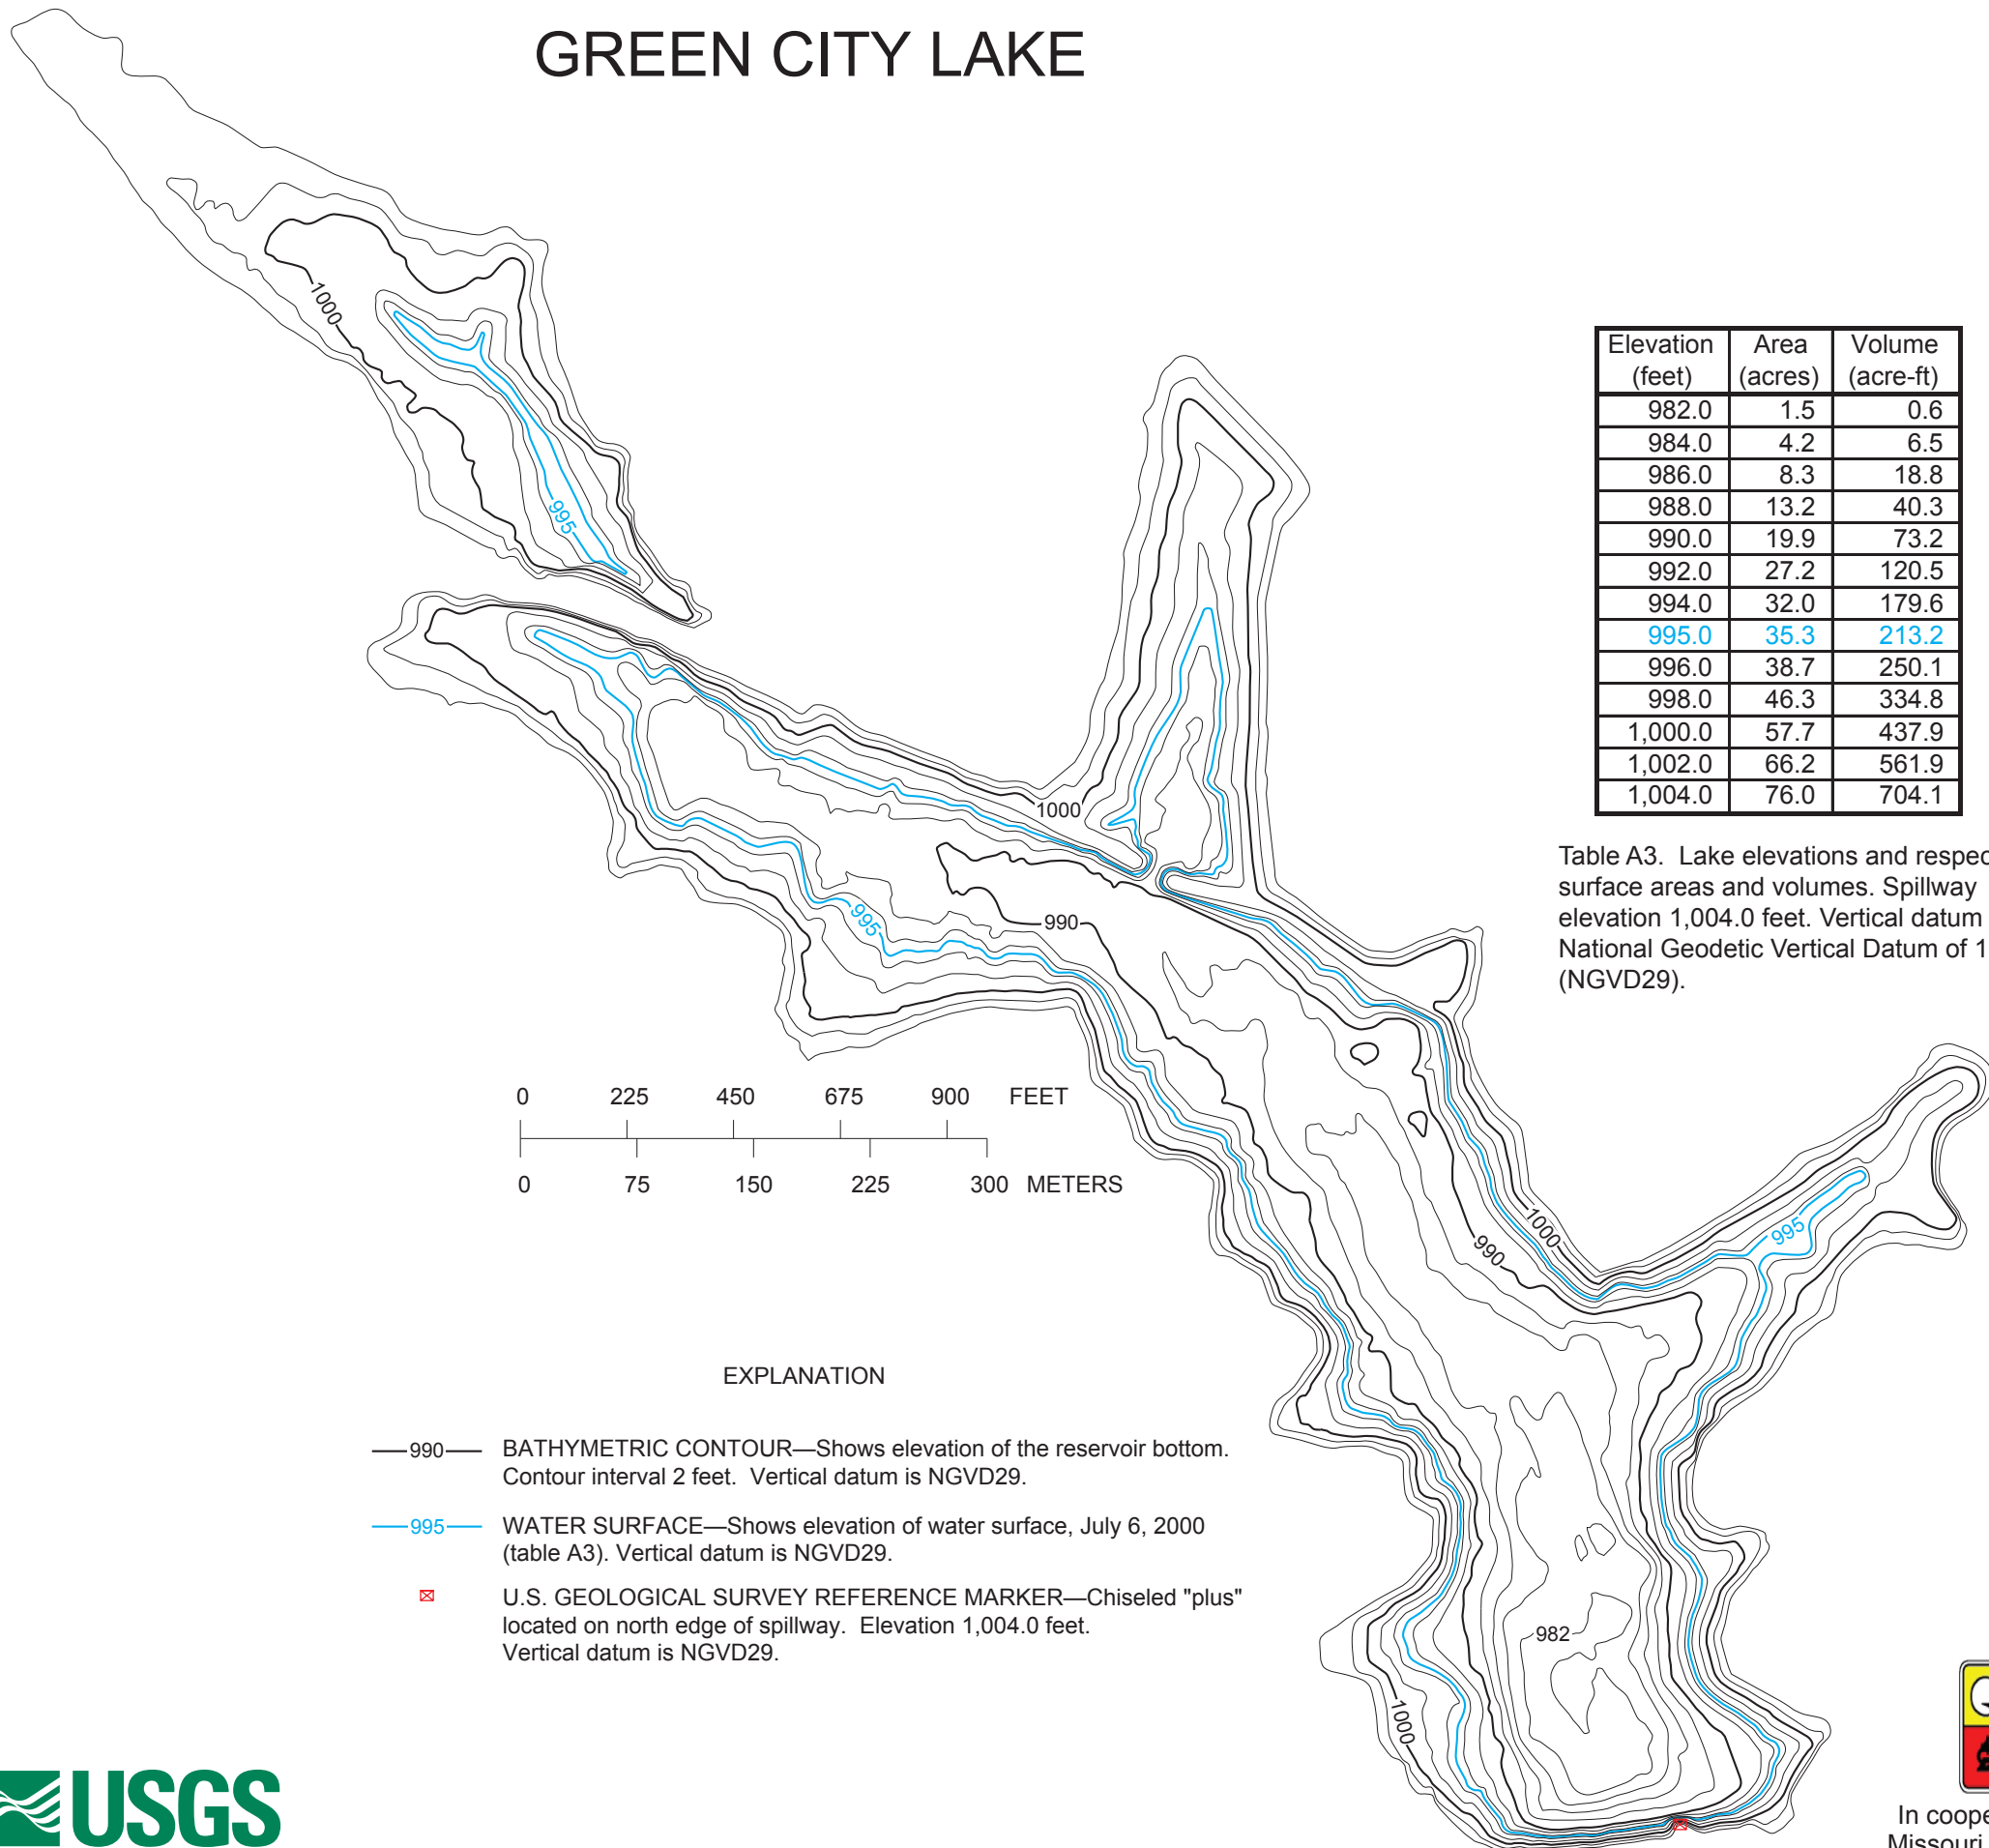 GREEN CITY LAKE
1000
995
1000
990
995
1000
990
995
982
1000
Elevation (feet) Area (acres) Volume (acre-ft)
982.0 1.5 0.6
984.0 4.2 6.5
986.0 8.3 18.8
988.0 13.2 40.3
990.0 19.9 73.2
992.0 27.2 120.5
994.0 32.0 179.6
995.0 35.3 213.2
996.0 38.7 250.1
998.0 46.3 334.8
1,000.0 57.7 437.9
1,002.0 66.2 561.9
1,004.0 76.0 704.1
Table A3. Lake elevations and
surface areas and volumes. Spillway
elevation 1,004.0 feet. Vertical datum
National Geodetic Vertical Datum of
(NGVD29).
0 225 450 675 900 FEET
0 75 150 225 300 METERS
EXPLANATION
990 BATHYMETRIC CONTOUR—Shows elevation of the reservoir bottom.
Contour interval 2 feet. Vertical datum is NGVD29.
995 WATER SURFACE—Shows elevation of water surface, July 6, 2000
(table A3). Vertical datum is NGVD29.
U.S. GEOLOGICAL SURVEY REFERENCE MARKER—Chiseled "plus"
located on north edge of spillway. Elevation 1,004.0 feet.
Vertical datum is NGVD29.
USGS
In
Missouri